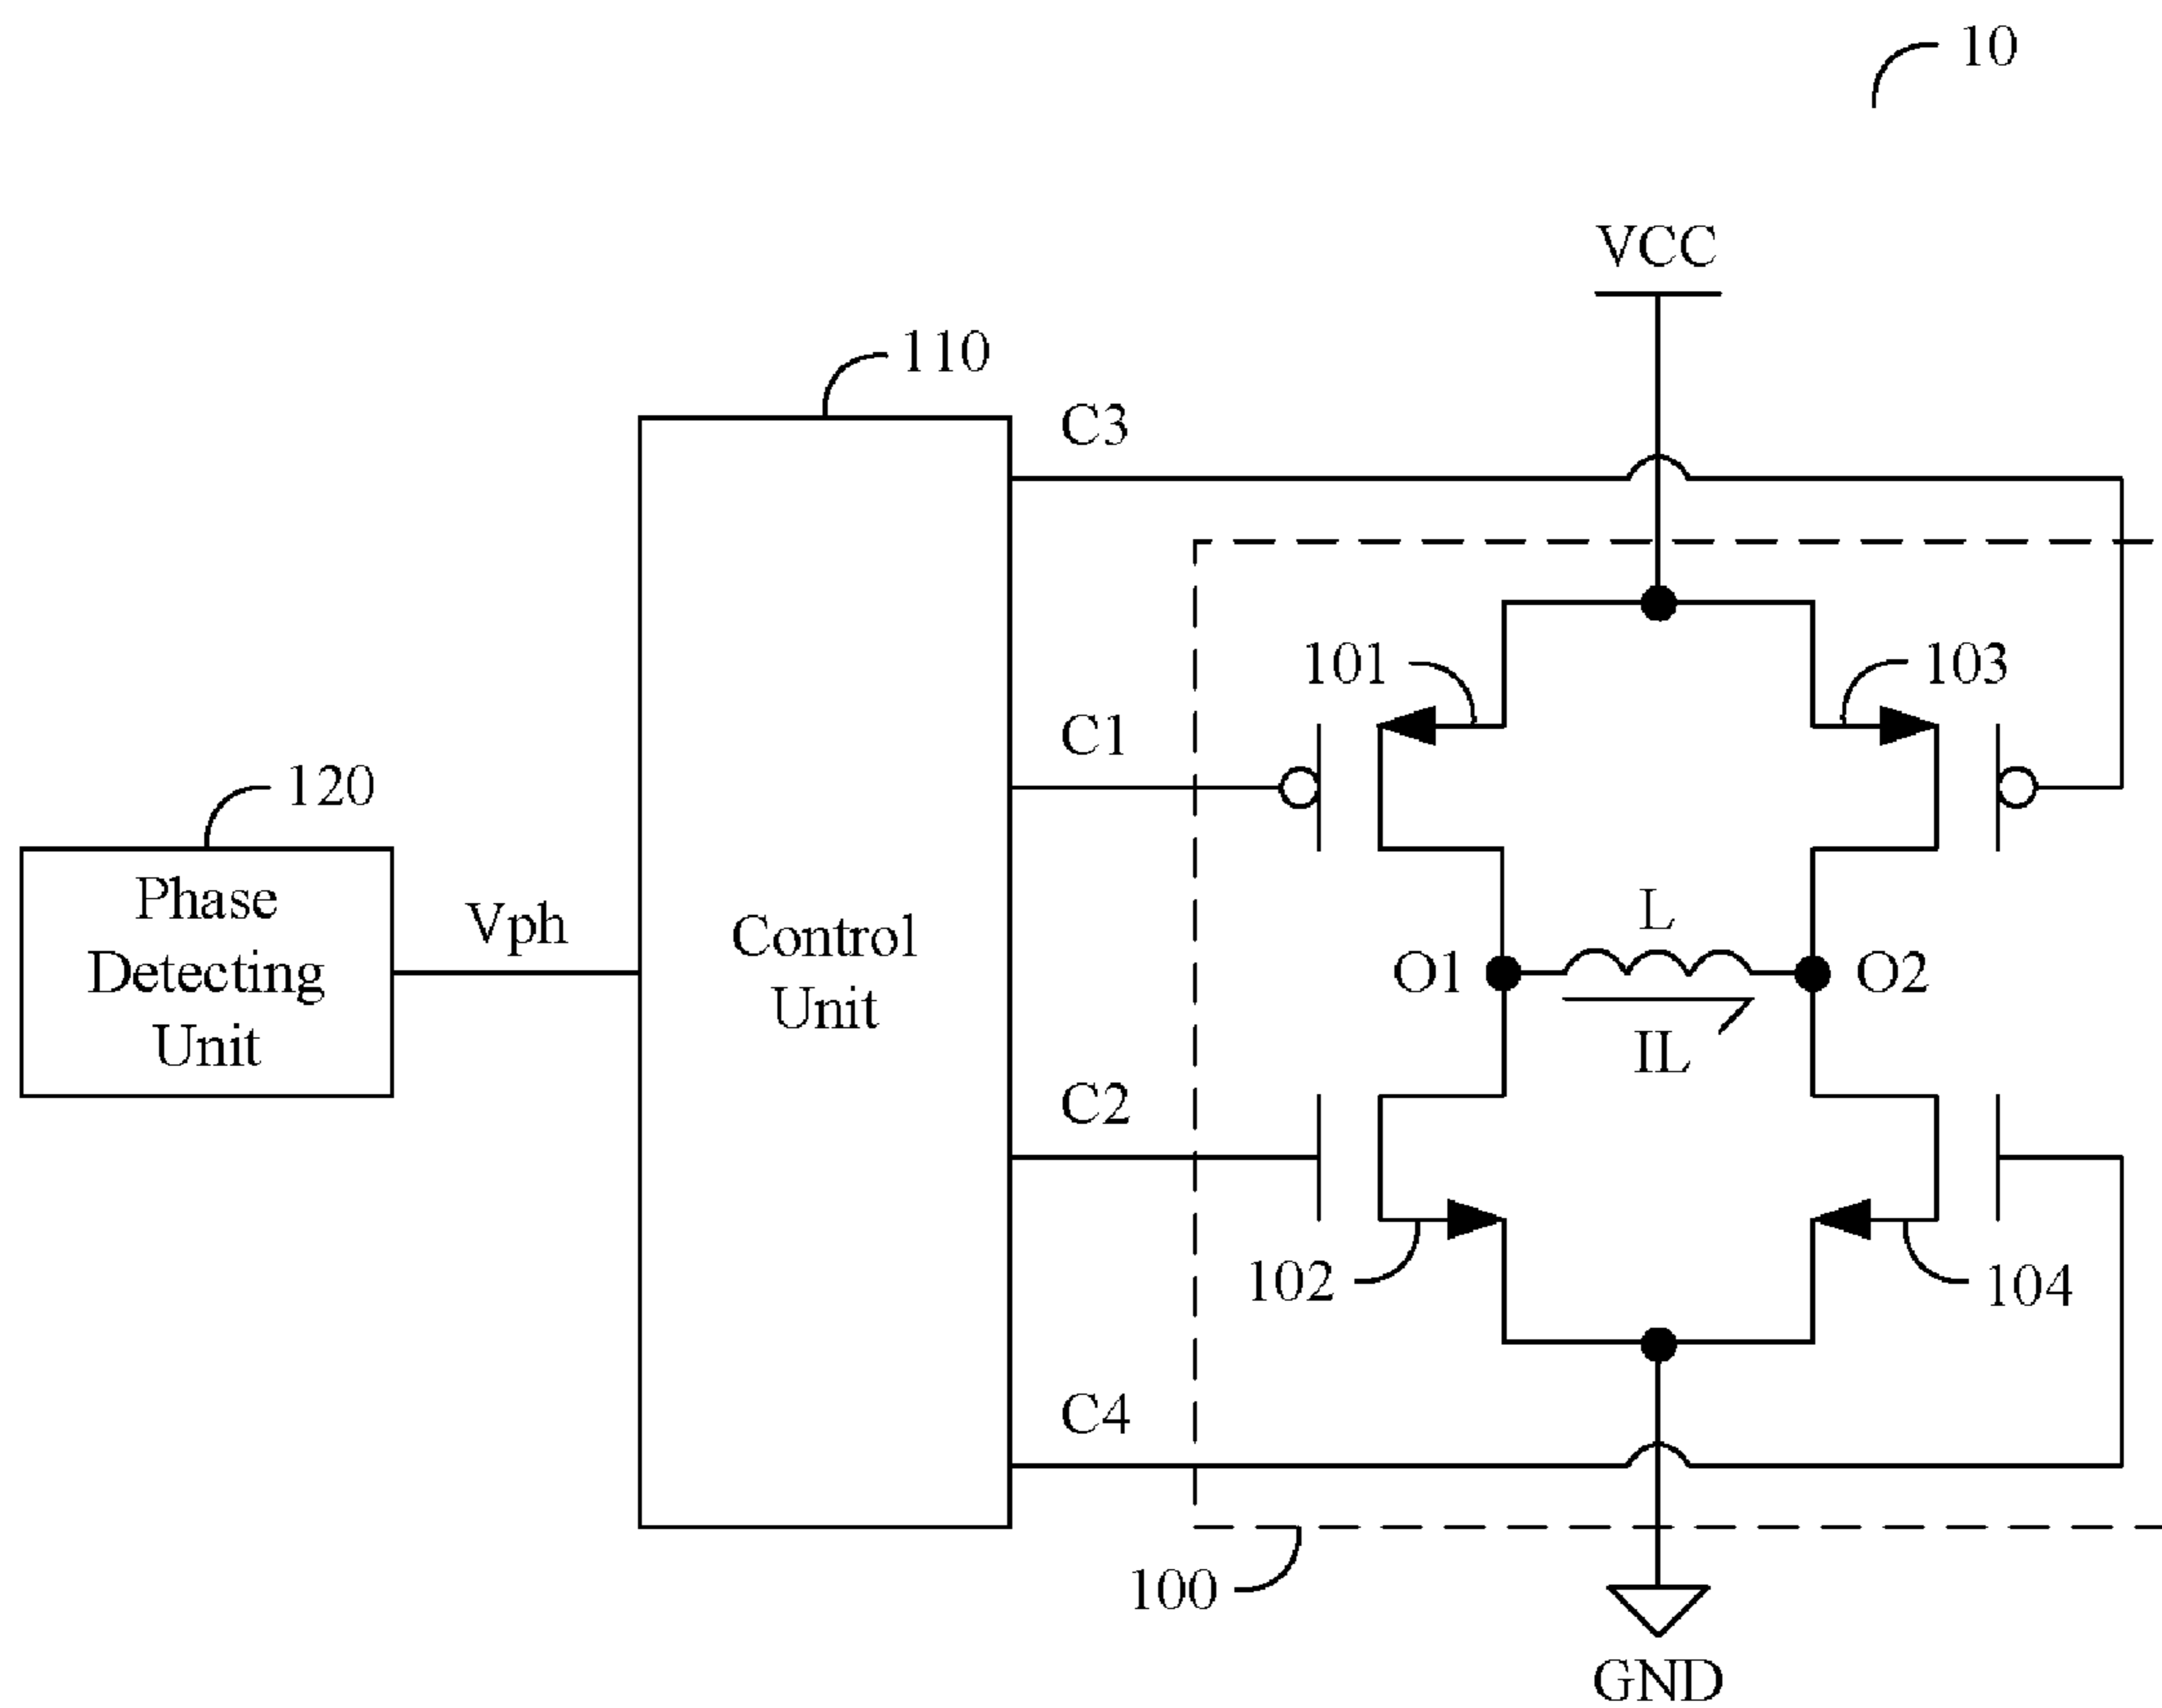 10
VCC
110
C3
101
103
C1
120
Phase
Detecting
Unit
Vph
Control
Unit
L
O1
O2
IL
C2
102
104
C4
100
GND